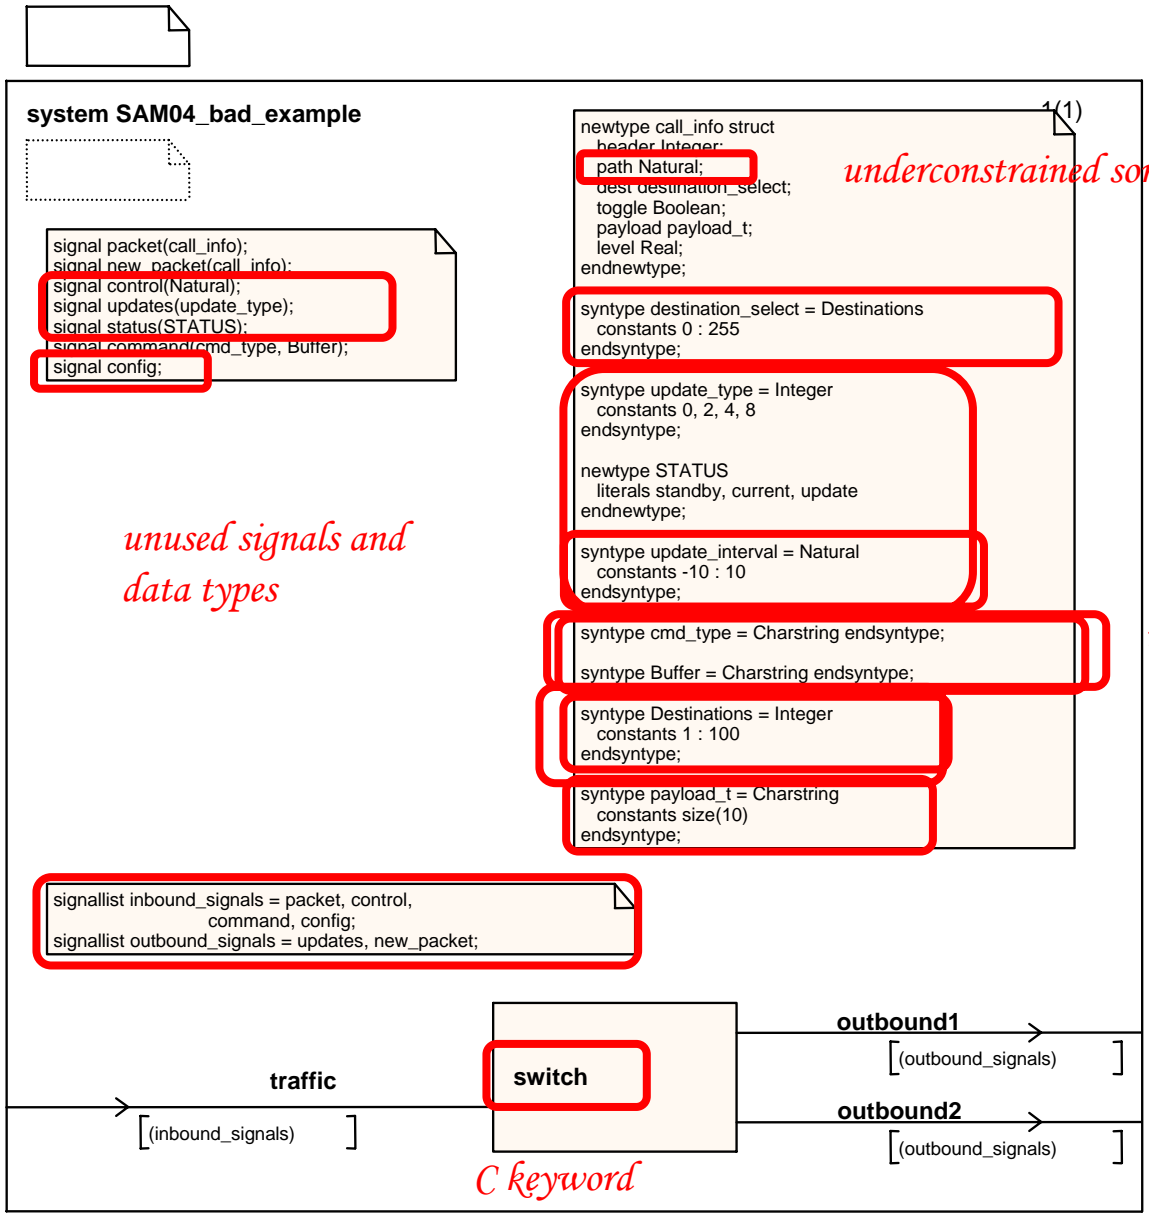 system SAM04_bad_example
1(1)
newtype call_info struct
header Integer;
path Natural;
dest destination_select;
toggle Boolean;
payload payload_t;
level Real;
endnewtype;
underconstrained
signal packet(call_info);
signal new_packet(call_info);
signal control(Natural);
signal updates(update_type);
signal status(STATUS);
signal command(cmd_type, Buffer);
signal config;
syntype destination_select = Destinations
constants 0 : 255
endsyntype;
syntype update_type = Integer
constants 0, 2, 4, 8
endsyntype;
newtype STATUS
literals standby, current, update
endnewtype;
unused signals and
data types
syntype update_interval = Natural
constants -10 : 10
endsyntype;
syntype cmd_type = Charstring endsyntype;
syntype Buffer = Charstring endsyntype;
syntype Destinations = Integer
constants 1 : 100
endsyntype;
syntype payload_t = Charstring
constants size(10)
endsyntype;
signallist inbound_signals = packet, control,
command, config;
signallist outbound_signals = updates, new_packet;
outbound1
(outbound_signals)
traffic
switch
(inbound_signals)
outbound2
(outbound_signals)
C keyword